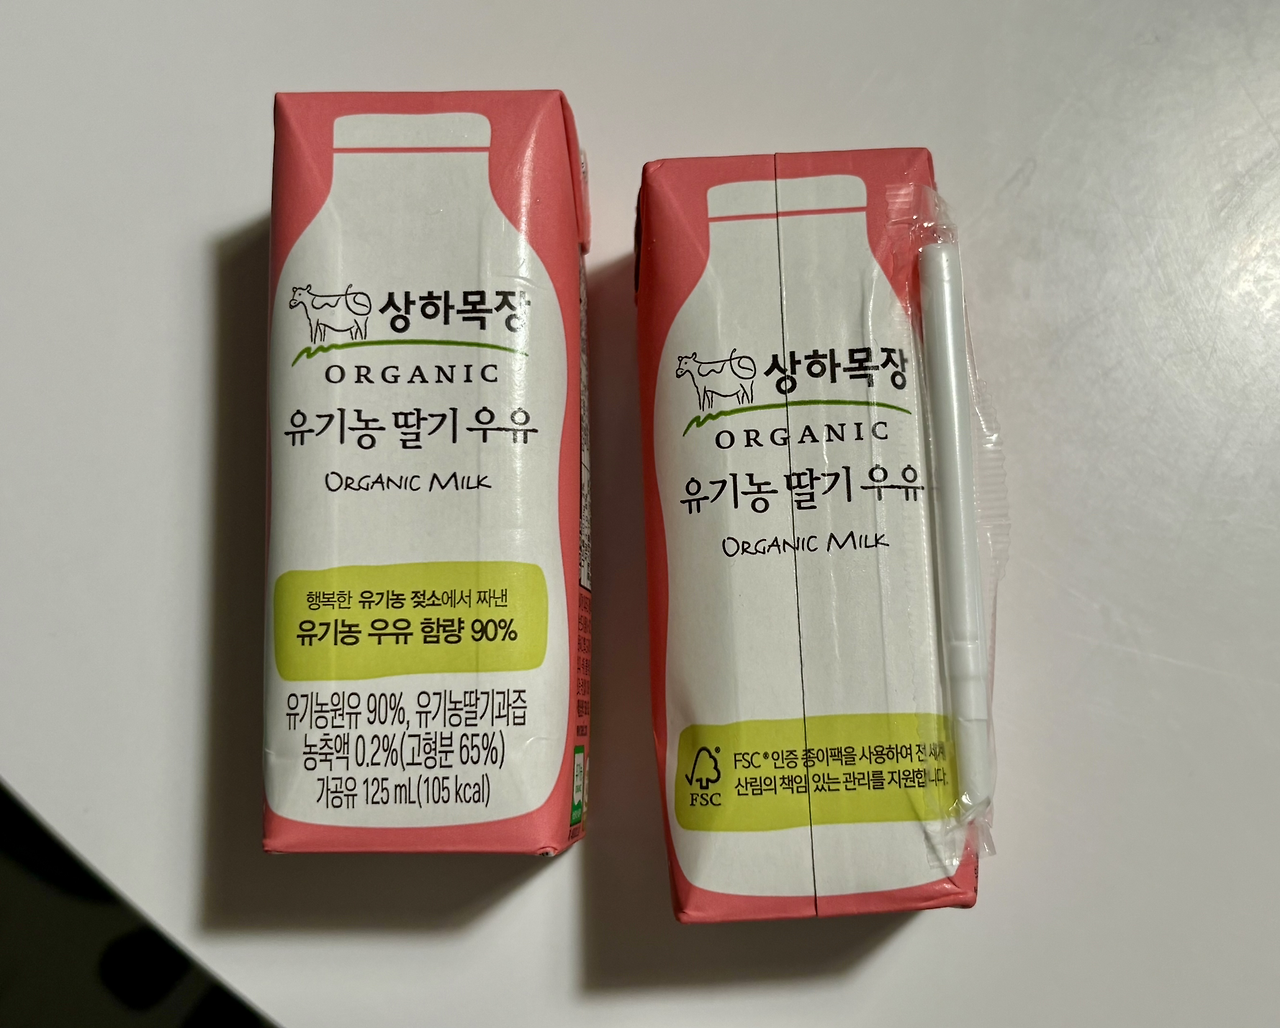 상하목장
ORGANIC
유기농 딸기 우유
ORGANIC MILK
행복한 유기농 젖소에서 짜낸
유기농 우유 함량 90%
유기농원유 90%, 유기농딸기과즙
농축액 0.2%(고형분 65%)
가공유 125 mL(105 kcal)
상하목장
ORGANIC
유기농 딸기 우유
ORGANIC MILK
FSC® 인증 종이팩을 사용하여 전 세계
산림의 책임 있는 관리를 지원합니다.
FSC